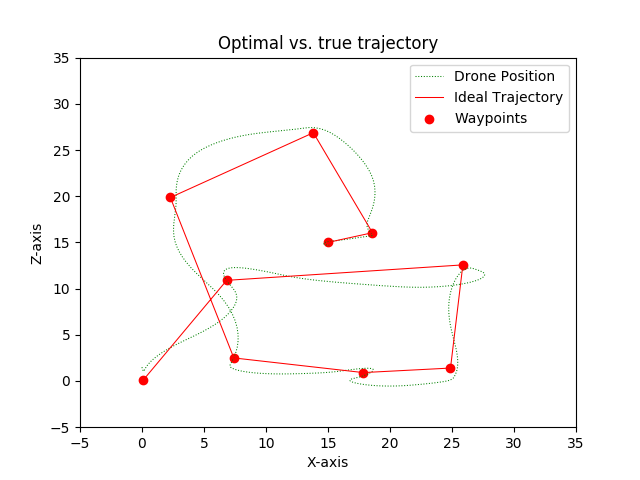 Optimal vs. true trajectory
Drone Position
Ideal Trajectory
Waypoints
Z-axis
35
30
25
20
15
10
5
0
−5
−5 0 5 10 15 20 25 30 35
X-axis